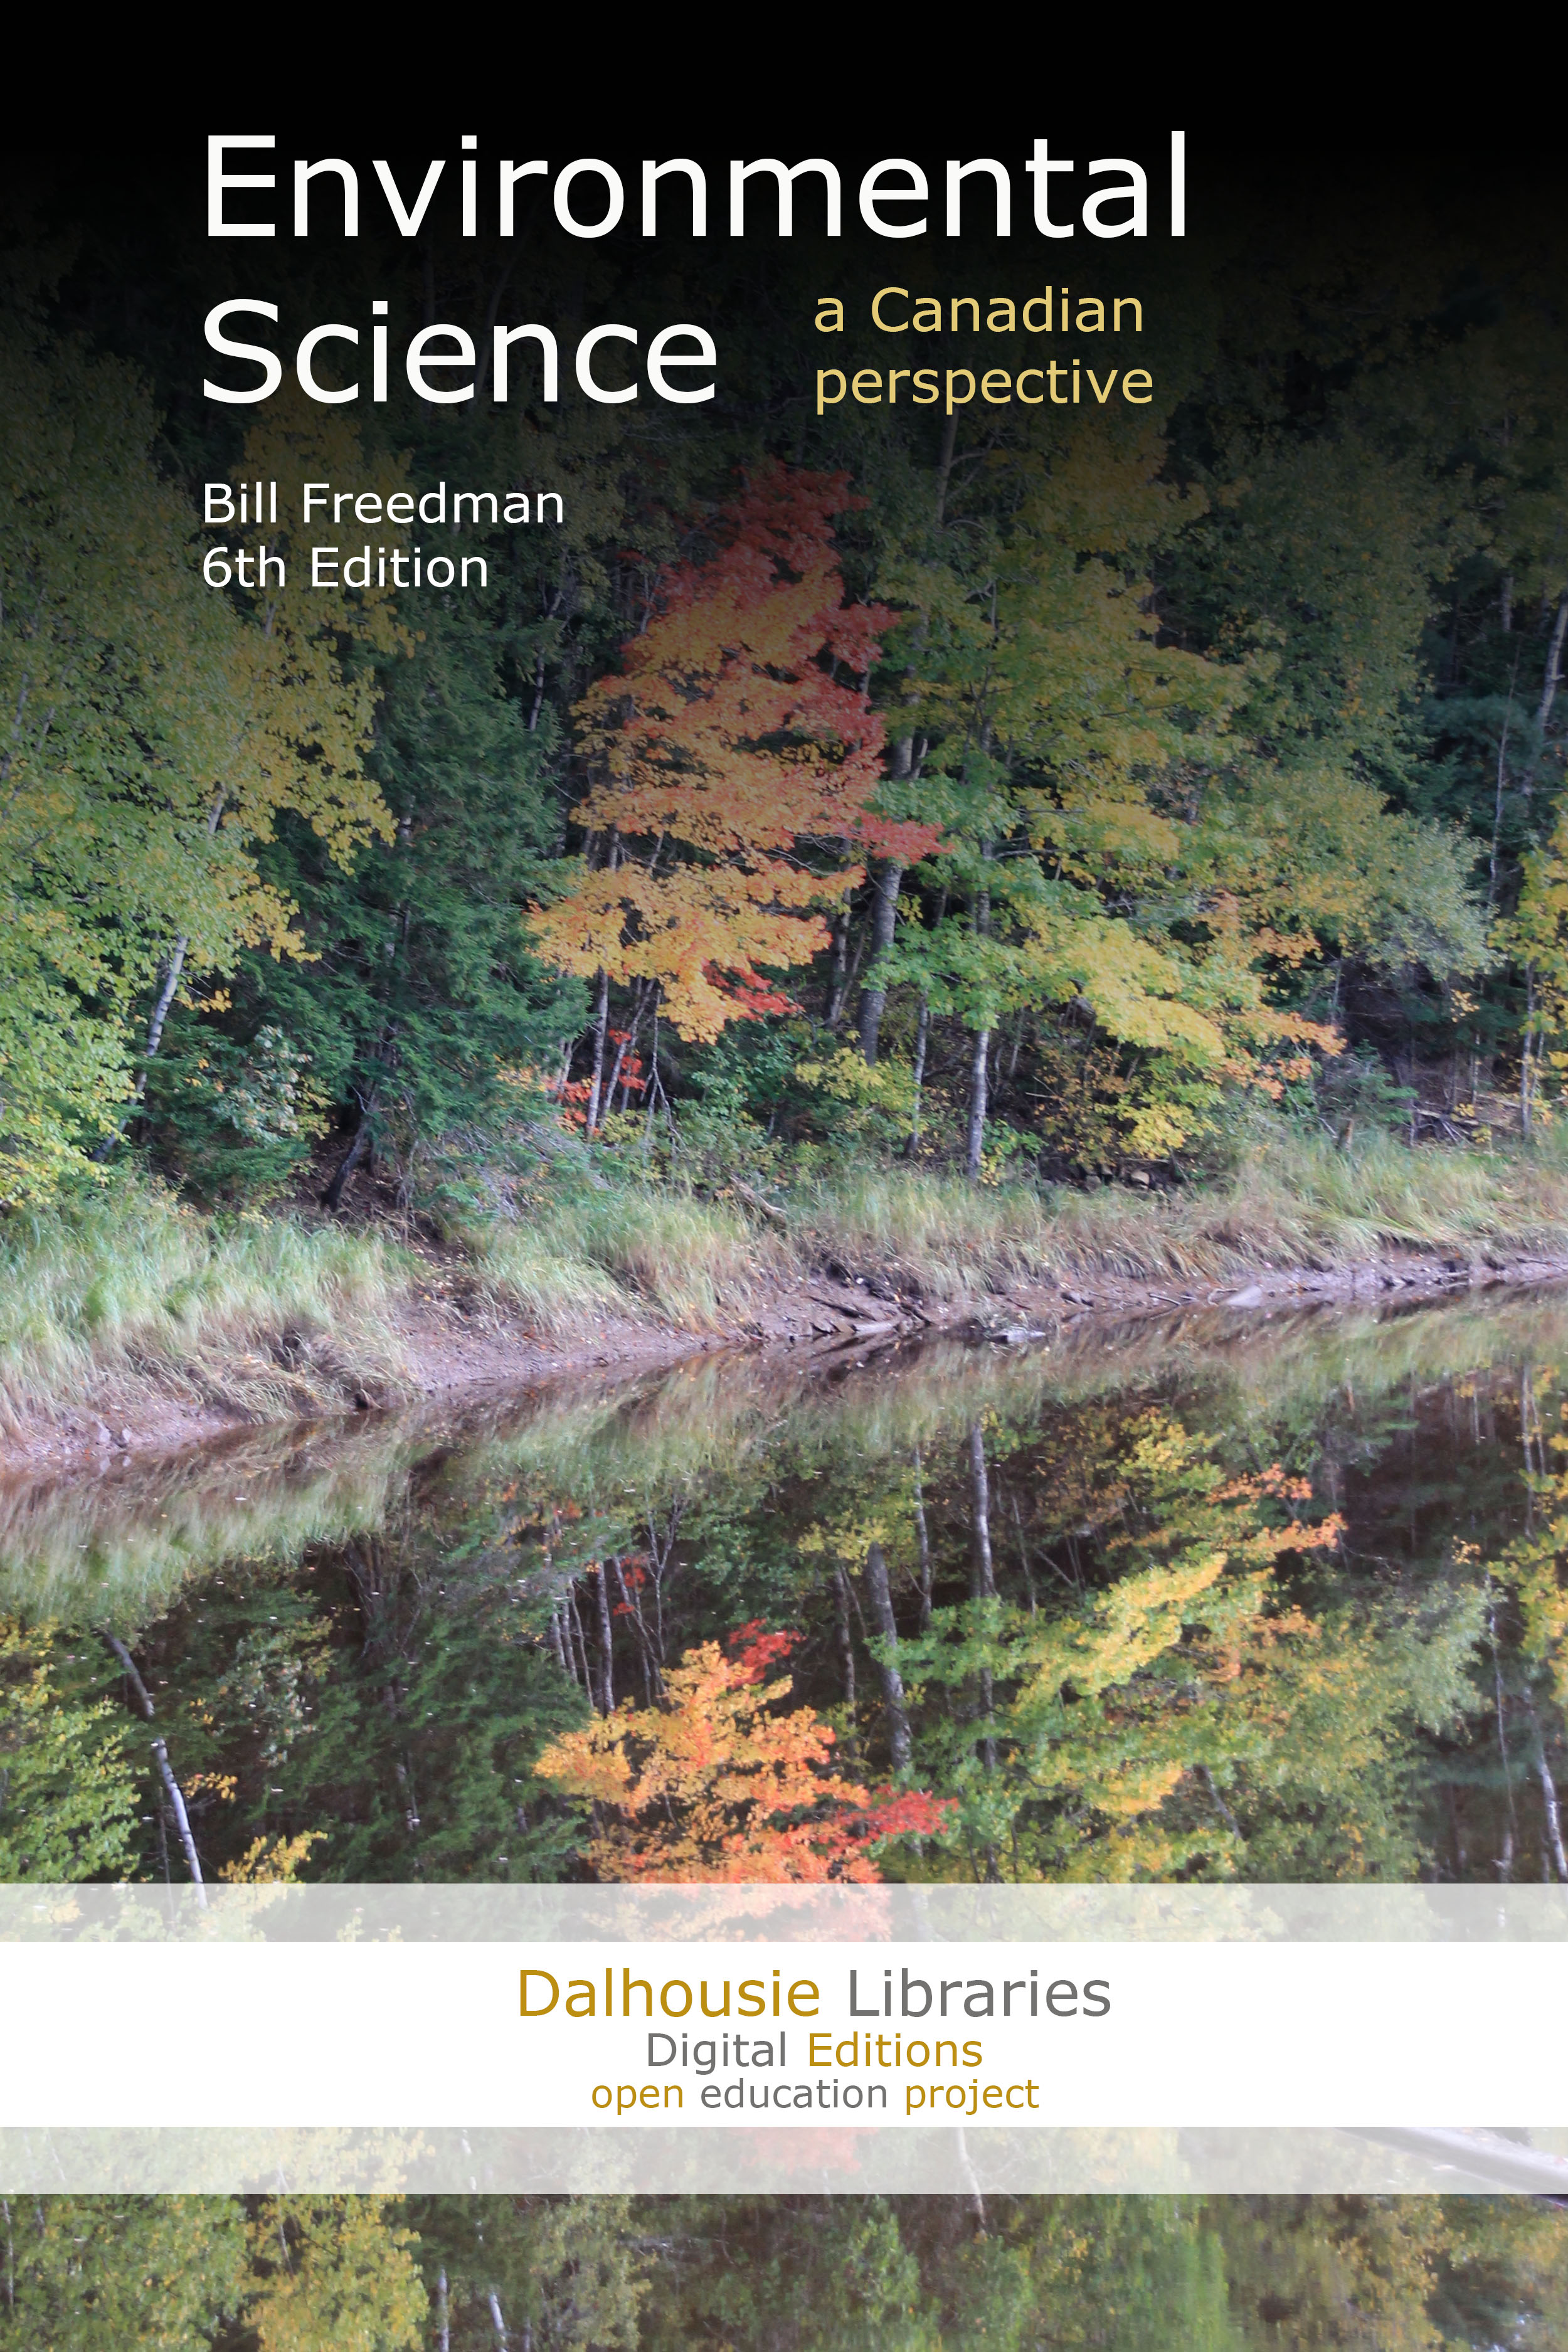 Environmental
Science
a Canadian
perspective
Bill Freedman
6th Edition
Dalhousie Libraries
Digital Editions
open education project